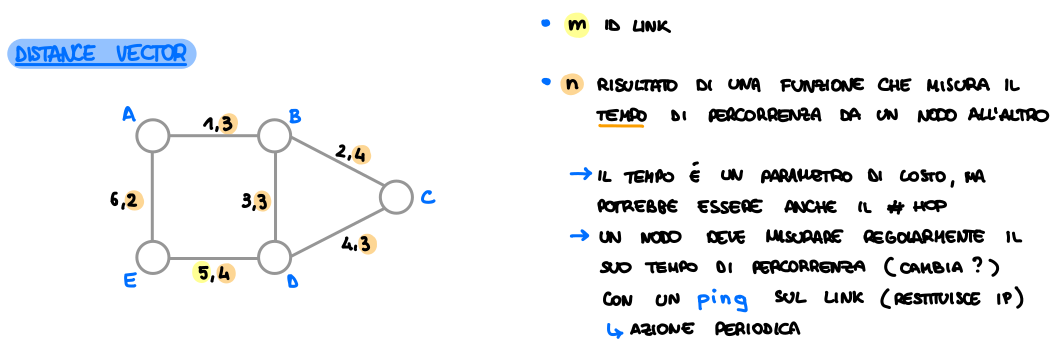 DISTANCE VECTOR
A
B
C
D
E
1,3
2,4
3,3
4,3
5,4
6,2
• m ID LINK
• n RISULTATO DI UNA FUNZIONE CHE MISURA IL
TEMPO DI PERCORRENZA DA UN NODO ALL'ALTRO
→ IL TEMPO É UN PARAMETRO DI COSTO, MA
POTREBBE ESSERE ANCHE IL # HOP
→ UN NODO DEVE MISURARE REGOLARMENTE IL
SUO TEMPO DI PERCORRENZA (CAMBIA?)
CON UN ping SUL LINK (RESTITUISCE IP)
↳ AZIONE PERIODICA